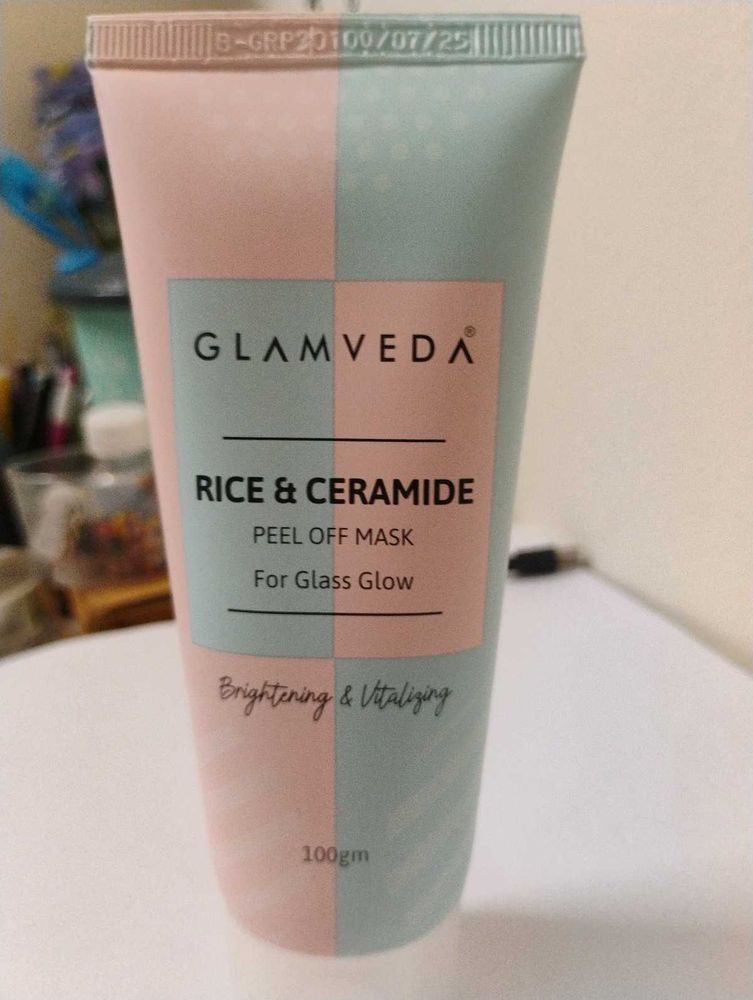 B-GRP20100/07/25
GLAMVEDA®
RICE & CERAMIDE
PEEL OFF MASK
For Glass Glow
Brightening & Vitalizing
100gm